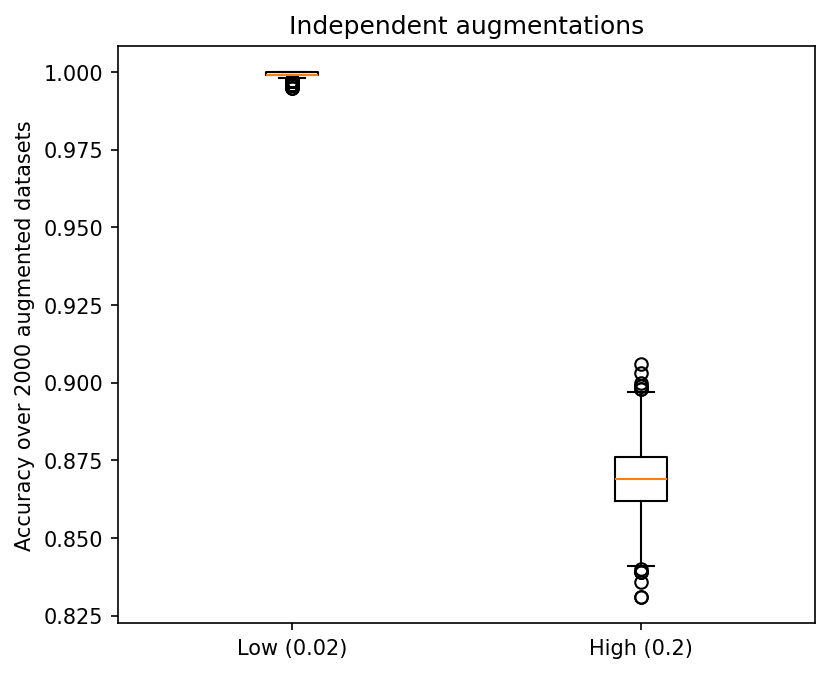 Independent augmentations
Accuracy over 2000 augmented datasets
1.000
0.975
0.950
0.925
0.900
0.875
0.850
0.825
Low (0.02)
High (0.2)